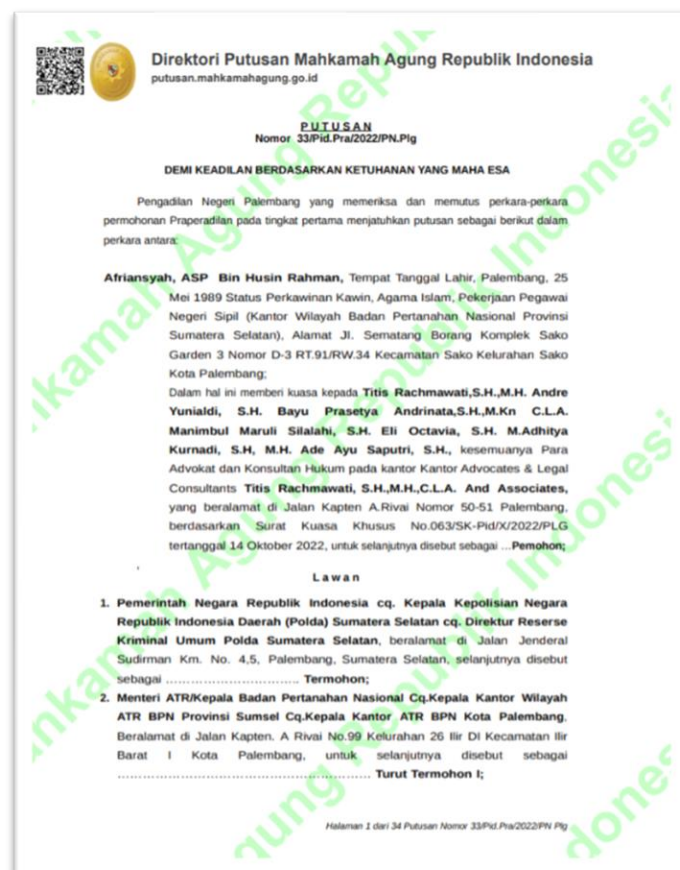 Direktori Putusan Mahkamah Agung Republik Indonesia
putusan.mahkamahagung.go.id
P U T U S A N
Nomor 33/Pid.Pra/2022/PN.Plg
DEMI KEADILAN BERDASARKAN KETUHANAN YANG MAHA ESA
Pengadilan Negeri Palembang yang memeriksa dan memutus perkara-perkara
permohonan Praperadilan pada tingkat pertama menjatuhkan putusan sebagai berikut dalam
perkara antara:
Afriansyah, ASP Bin Husin Rahman, Tempat Tanggal Lahir, Palembang, 25
Mei 1989 Status Perkawinan Kawin, Agama Islam, Pekerjaan Pegawai
Negeri Sipil (Kantor Wilayah Badan Pertanahan Nasional Provinsi
Sumatera Selatan), Alamat Jl. Sematang Borang Komplek Sako
Garden 3 Nomor D-3 RT.91/RW.34 Kecamatan Sako Kelurahan Sako
Kota Palembang;
Dalam hal ini memberi kuasa kepada Titis Rachmawati,S.H.,M.H. Andre
Yunialdi, S.H. Bayu Prasetya Andrinata,S.H.,M.Kn C.L.A.
Manimbul Maruli Silalahi, S.H. Eli Octavia, S.H. M.Adhitya
Kurnadi, S.H, M.H. Ade Ayu Saputri, S.H., kesemuanya Para
Advokat dan Konsultan Hukum pada kantor Kantor Advocates & Legal
Consultants Titis Rachmawati, S.H.,M.H.,C.L.A. And Associates,
yang beralamat di Jalan Kapten A.Rivai Nomor 50-51 Palembang,
berdasarkan Surat Kuasa Khusus No.063/SK-Pid/X/2022/PLG
tertanggal 14 Oktober 2022, untuk selanjutnya disebut sebagai ...Pemohon;
L a w a n
1. Pemerintah Negara Republik Indonesia cq. Kepala Kepolisian Negara
Republik Indonesia Daerah (Polda) Sumatera Selatan cq. Direktur Reserse
Kriminal Umum Polda Sumatera Selatan, beralamat di Jalan Jenderal
Sudirman Km. No. 4,5, Palembang, Sumatera Selatan, selanjutnya disebut
sebagai ................................ Termohon;
2. Menteri ATR/Kepala Badan Pertanahan Nasional Cq.Kepala Kantor Wilayah
ATR BPN Provinsi Sumsel Cq.Kepala Kantor ATR BPN Kota Palembang,
Beralamat di Jalan Kapten. A Rivai No.99 Kelurahan 26 Ilir DI Kecamatan Ilir
Barat I Kota Palembang, untuk selanjutnya disebut sebagai
............................................................. Turut Termohon I;
Halaman 1 dari 34 Putusan Nomor 33/Pid.Pra/2022/PN Plg
Mahkamah Agung Republik Indonesia
Mahkamah Agung Republik Indonesia